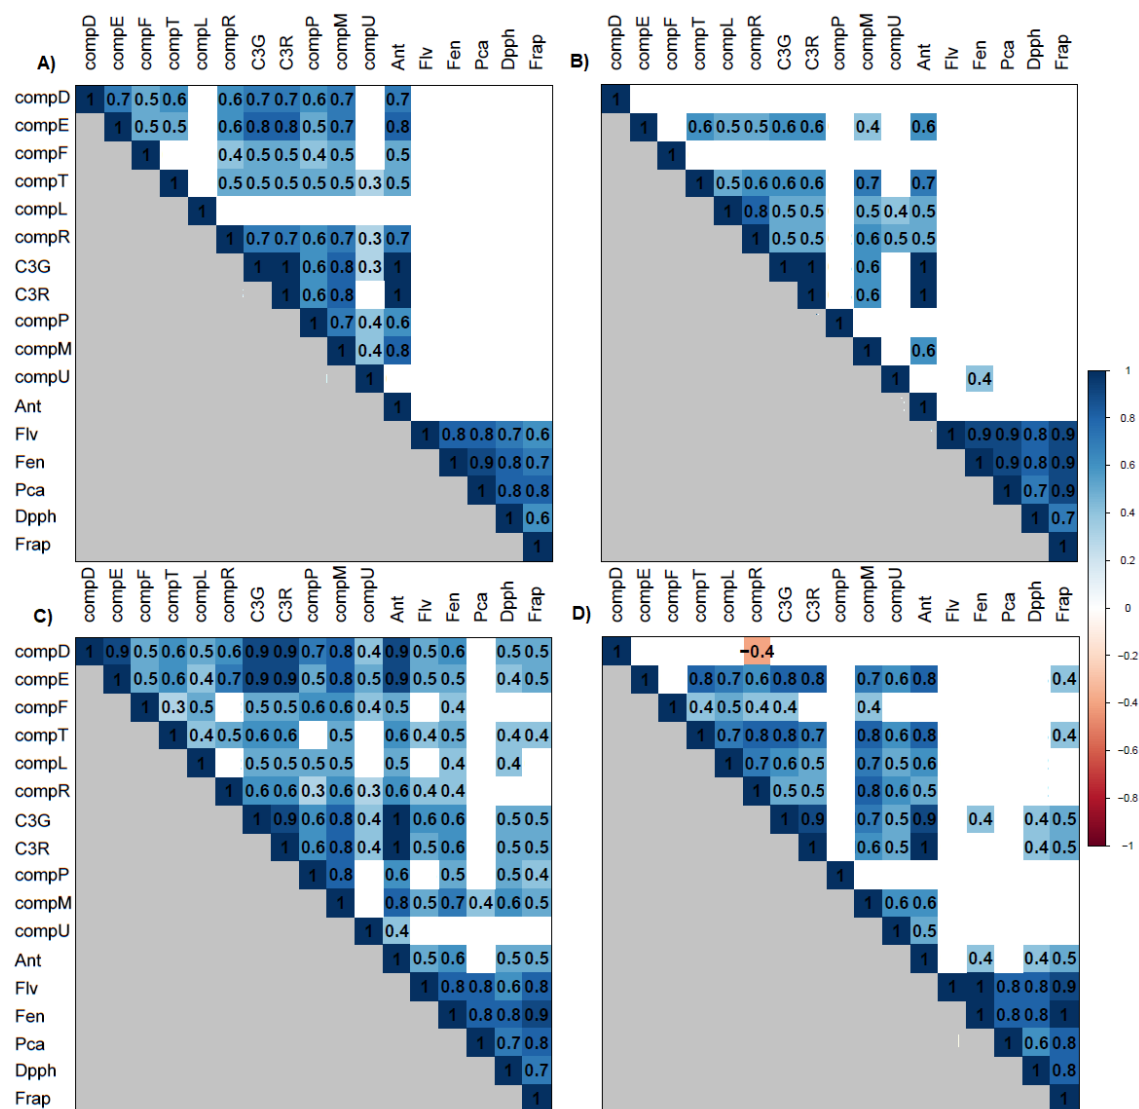 A)
compD compE compF compT compL compR C3G C3R compP compM compU Ant Flv Fen Pca Dpph Frap
compD 1 0.7 0.5 0.6 0.6 0.7 0.7 0.6 0.7 0.7
compE 1 0.5 0.5 0.6 0.8 0.8 0.5 0.7 0.8
compF 1 0.4 0.5 0.5 0.4 0.5 0.5
compT 1 0.5 0.5 0.5 0.5 0.5 0.3 0.5
compL 1
compR 1 0.7 0.7 0.6 0.7 0.3 0.7
C3G 1 1 0.6 0.8 0.3 1
C3R 1 0.6 0.8 1
compP 1 0.7 0.4 0.6
compM 1 0.4 0.8
compU 1
Ant 1
Flv 1 0.8 0.8 0.7 0.6
Fen 1 0.9 0.8 0.7
Pca 1 0.8 0.8
Dpph 1 0.6
Frap 1
B)
compD compE compF compT compL compR C3G C3R compP compM compU Ant Flv Fen Pca Dpph Frap
1
1 0.6 0.5 0.5 0.6 0.6 0.4 0.6
1
1 0.5 0.6 0.6 0.6 0.7 0.7
1 0.8 0.5 0.5 0.5 0.4 0.5
1 0.5 0.5 0.6 0.5 0.5
1 1 0.6 1
1 0.6 1
1
1 0.6
1 0.4
1
1 0.9 0.9 0.8 0.9
1 0.9 0.8 0.9
1 0.7 0.9
1 0.7
1
C)
compD compE compF compT compL compR C3G C3R compP compM compU Ant Flv Fen Pca Dpph Frap
compD 1 0.9 0.5 0.6 0.5 0.6 0.9 0.9 0.7 0.8 0.4 0.9 0.5 0.6 0.5 0.5
compE 1 0.5 0.6 0.4 0.7 0.9 0.9 0.5 0.8 0.5 0.9 0.5 0.5 0.4 0.5
compF 1 0.3 0.5 0.5 0.5 0.6 0.6 0.4 0.5 0.4
compT 1 0.4 0.5 0.6 0.6 0.5 0.6 0.4 0.5 0.4 0.4
compL 1 0.5 0.5 0.5 0.5 0.5 0.4 0.4
compR 1 0.6 0.6 0.3 0.6 0.3 0.6 0.4 0.4
C3G 1 0.9 0.6 0.8 0.4 1 0.6 0.6 0.5 0.5
C3R 1 0.6 0.8 0.4 1 0.5 0.6 0.5 0.5
compP 1 0.8 0.6 0.5 0.5 0.4
compM 1 0.8 0.5 0.7 0.4 0.6 0.5
compU 1 0.4
Ant 1 0.5 0.6 0.5 0.5
Flv 1 0.8 0.8 0.6 0.8
Fen 1 0.8 0.8 0.9
Pca 1 0.7 0.8
Dpph 1 0.7
Frap 1
D)
compD compE compF compT compL compR C3G C3R compP compM compU Ant Flv Fen Pca Dpph Frap
1 −0.4
1 0.8 0.7 0.6 0.8 0.8 0.7 0.6 0.8 0.4
1 0.4 0.5 0.4 0.4 0.4
1 0.7 0.8 0.8 0.7 0.8 0.6 0.8 0.4
1 0.7 0.6 0.5 0.7 0.5 0.6
1 0.5 0.5 0.8 0.6 0.5
1 0.9 0.7 0.5 0.9 0.4 0.4 0.5
1 0.6 0.5 1 0.4 0.5
1
1 0.6 0.6
1 0.5
1 0.4 0.4 0.5
1 1 0.8 0.8 0.9
1 0.8 0.8 1
1 0.6 0.8
1 0.8
1
1
0.8
0.6
0.4
0.2
0
−0.2
−0.4
−0.6
−0.8
−1